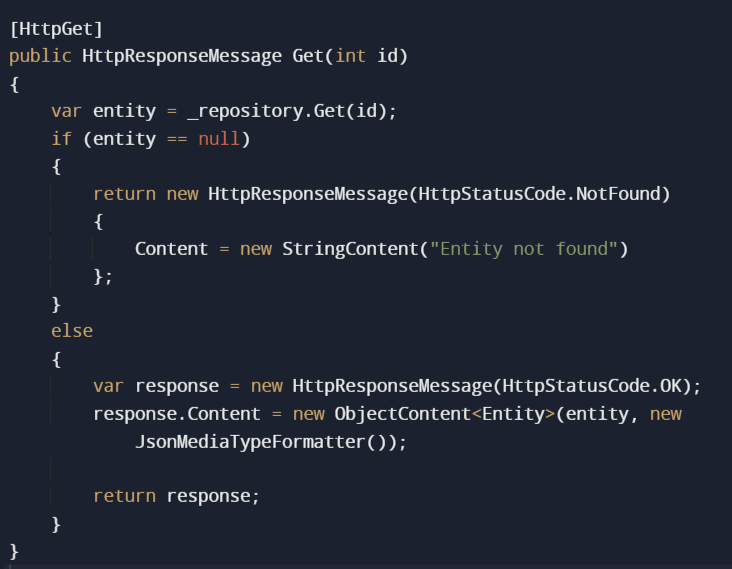 [HttpGet]
public HttpResponseMessage Get(int id)
{
    var entity = _repository.Get(id);
    if (entity == null)
    {
        return new HttpResponseMessage(HttpStatusCode.NotFound)
        {
            Content = new StringContent("Entity not found")
        };
    }
    else
    {
        var response = new HttpResponseMessage(HttpStatusCode.OK);
        response.Content = new ObjectContent<Entity>(entity, new
            JsonMediaTypeFormatter());

        return response;
    }
}